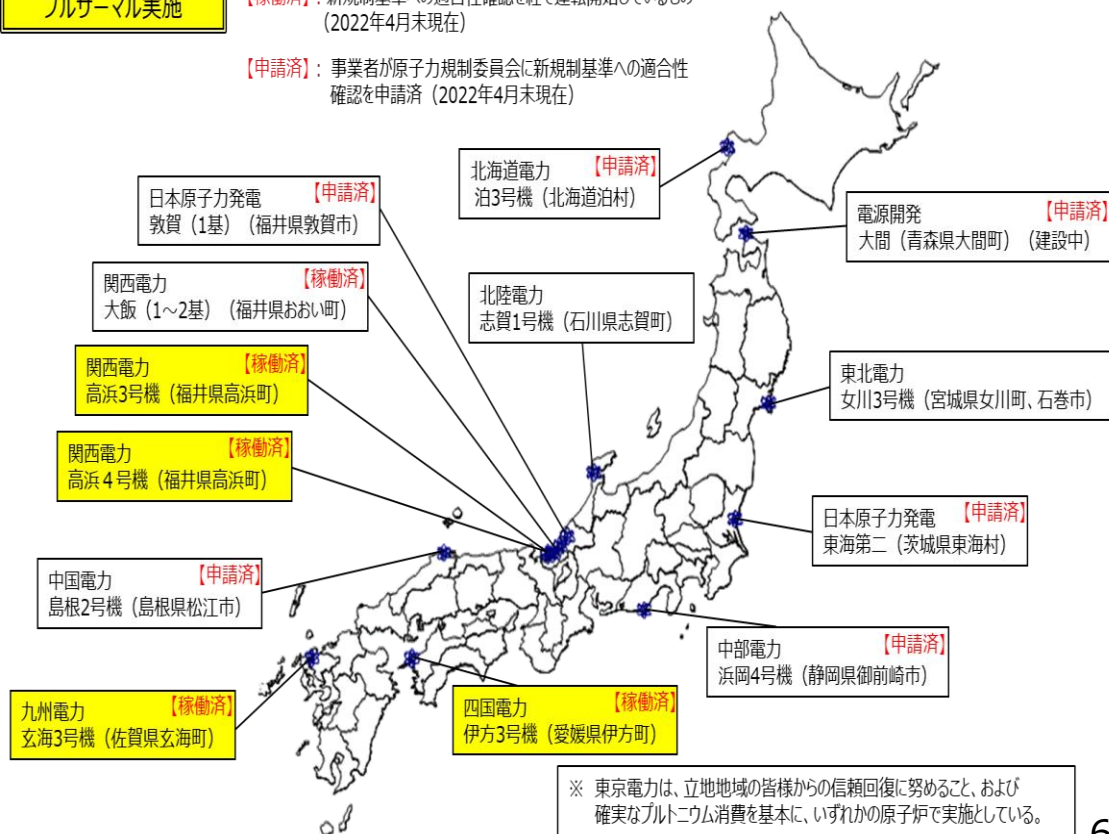 プルサーマル実施
【稼働済】：新規制基準への適合性確認を経て運転開始しているもの
（2022年4月末現在）
【申請済】：事業者が原子力規制委員会に新規制基準への適合性
確認を申請済（2022年4月末現在）
北海道電力 【申請済】
泊3号機（北海道泊村）
日本原子力発電 【申請済】
敦賀（1基）（福井県敦賀市）
電源開発 【申請済】
大間（青森県大間町）（建設中）
関西電力 【稼働済】
大飯（1～2基）（福井県おおい町）
北陸電力
志賀1号機（石川県志賀町）
関西電力 【稼働済】
高浜3号機（福井県高浜町）
東北電力
女川3号機（宮城県女川町、石巻市）
関西電力 【稼働済】
高浜４号機（福井県高浜町）
日本原子力発電 【申請済】
東海第二（茨城県東海村）
中国電力 【申請済】
島根2号機（島根県松江市）
中部電力 【申請済】
浜岡4号機（静岡県御前崎市）
九州電力 【稼働済】
玄海3号機（佐賀県玄海町）
四国電力 【稼働済】
伊方3号機（愛媛県伊方町）
※ 東京電力は、立地地域の皆様からの信頼回復に努めること、および
確実なプルトニウム消費を基本に、いずれかの原子炉で実施としている。
6